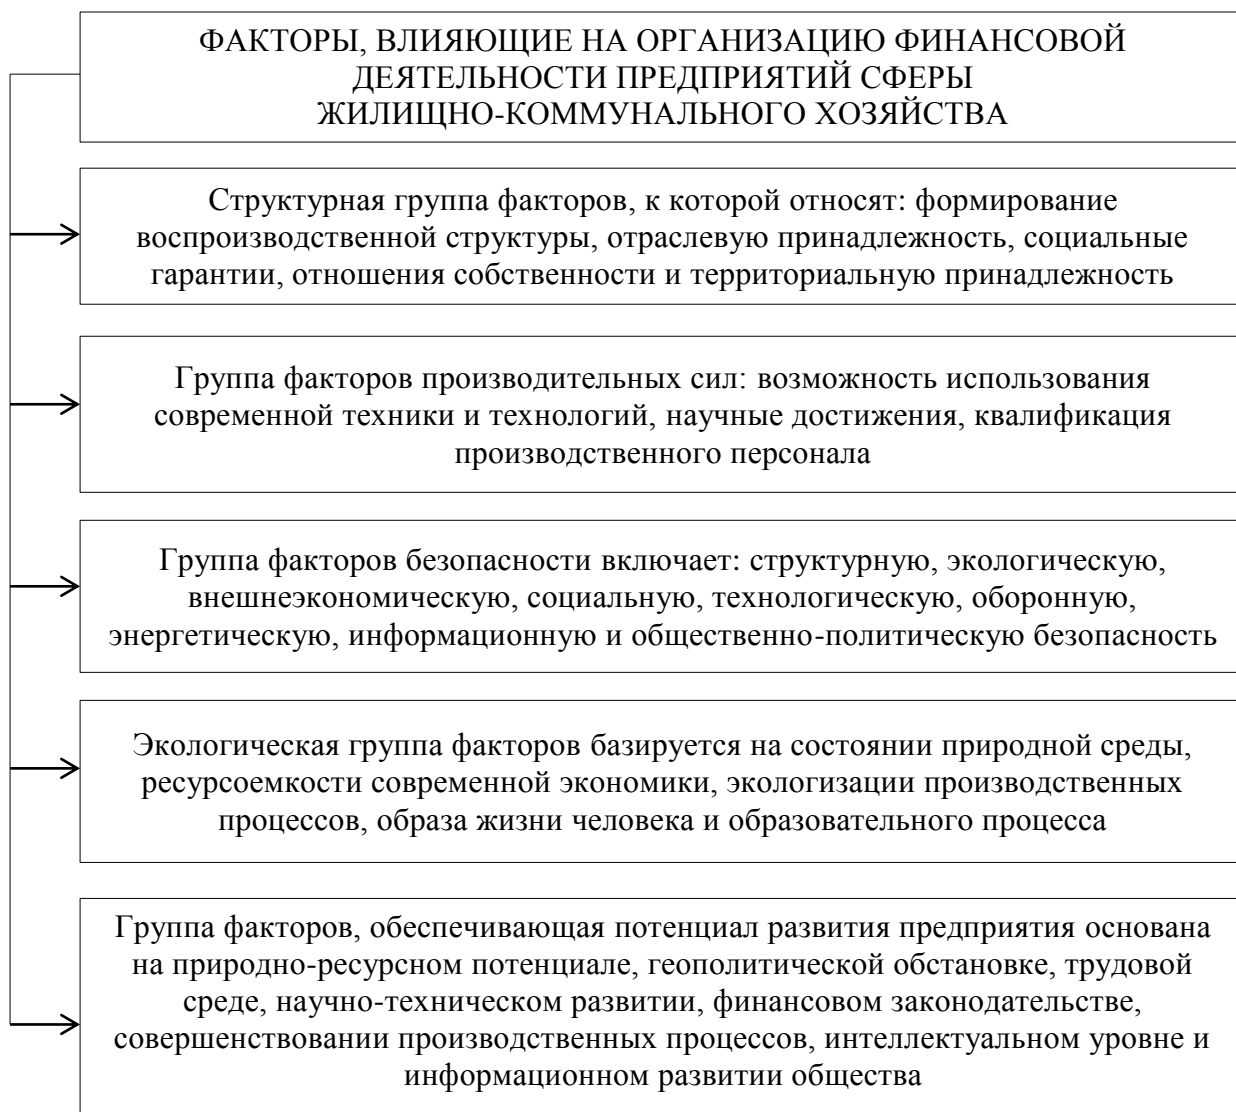 ФАКТОРЫ, ВЛИЯЮЩИЕ НА ОРГАНИЗАЦИЮ ФИНАНСОВОЙ
ДЕЯТЕЛЬНОСТИ ПРЕДПРИЯТИЙ СФЕРЫ
ЖИЛИЩНО-КОММУНАЛЬНОГО ХОЗЯЙСТВА
Структурная группа факторов, к которой относят: формирование
воспроизводственной структуры, отраслевую принадлежность, социальные
гарантии, отношения собственности и территориальную принадлежность
Группа факторов производительных сил: возможность использования
современной техники и технологий, научные достижения, квалификация
производственного персонала
Группа факторов безопасности включает: структурную, экологическую,
внешнеэкономическую, социальную, технологическую, оборонную,
энергетическую, информационную и общественно-политическую безопасность
Экологическая группа факторов базируется на состоянии природной среды,
ресурсоемкости современной экономики, экологизации производственных
процессов, образа жизни человека и образовательного процесса
Группа факторов, обеспечивающая потенциал развития предприятия основана
на природно-ресурсном потенциале, геополитической обстановке, трудовой
среде, научно-техническом развитии, финансовом законодательстве,
совершенствовании производственных процессов, интеллектуальном уровне и
информационном развитии общества